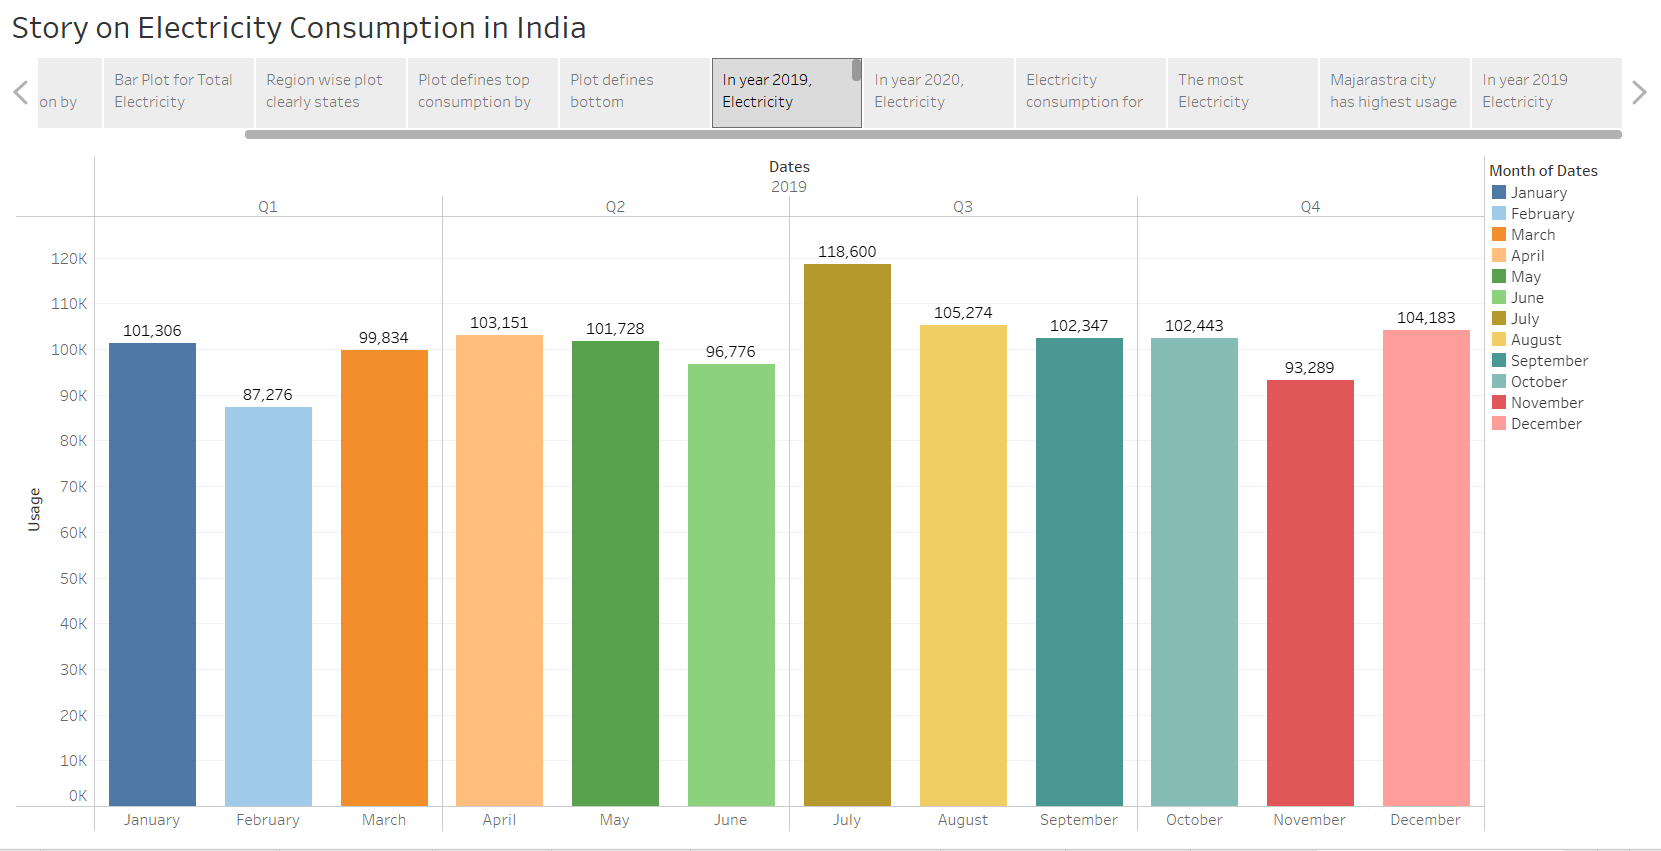 Story on Electricity Consumption in India
on by
Bar Plot for Total
Electricity
Region wise plot
clearly states
Plot defines top
consumption by
Plot defines
bottom
In year 2019,
Electricity
In year 2020,
Electricity
Electricity
consumption for
The most
Electricity
Majarastra city
has highest usage
In year 2019
Electricity
Dates
2019
Q1
Q2
Q3
Q4
Usage
120K
110K
100K
90K
80K
70K
60K
50K
40K
30K
20K
10K
0K
101,306
87,276
99,834
103,151
101,728
96,776
118,600
105,274
102,347
102,443
93,289
104,183
January
February
March
April
May
June
July
August
September
October
November
December
Month of Dates
January
February
March
April
May
June
July
August
September
October
November
December